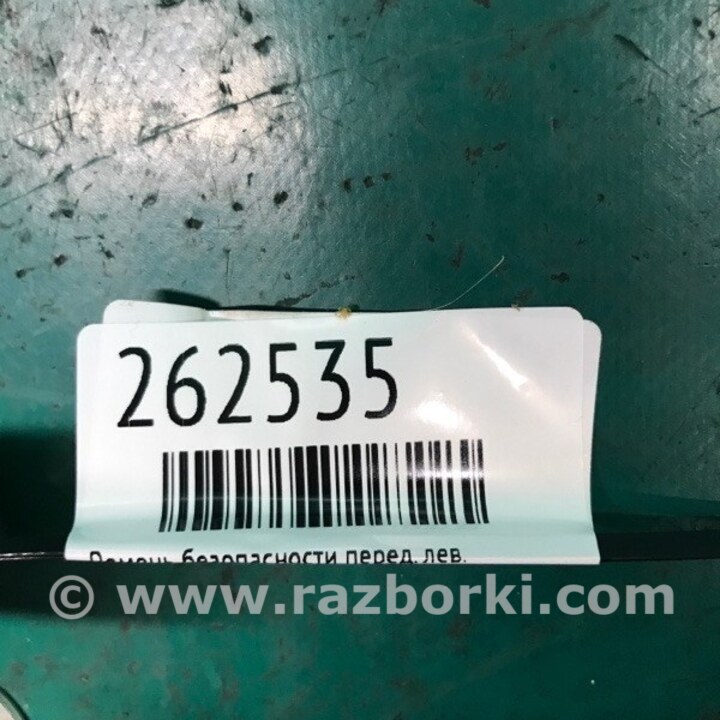 262535
Ремень безопасности перед. лев.
© www.razborki.com